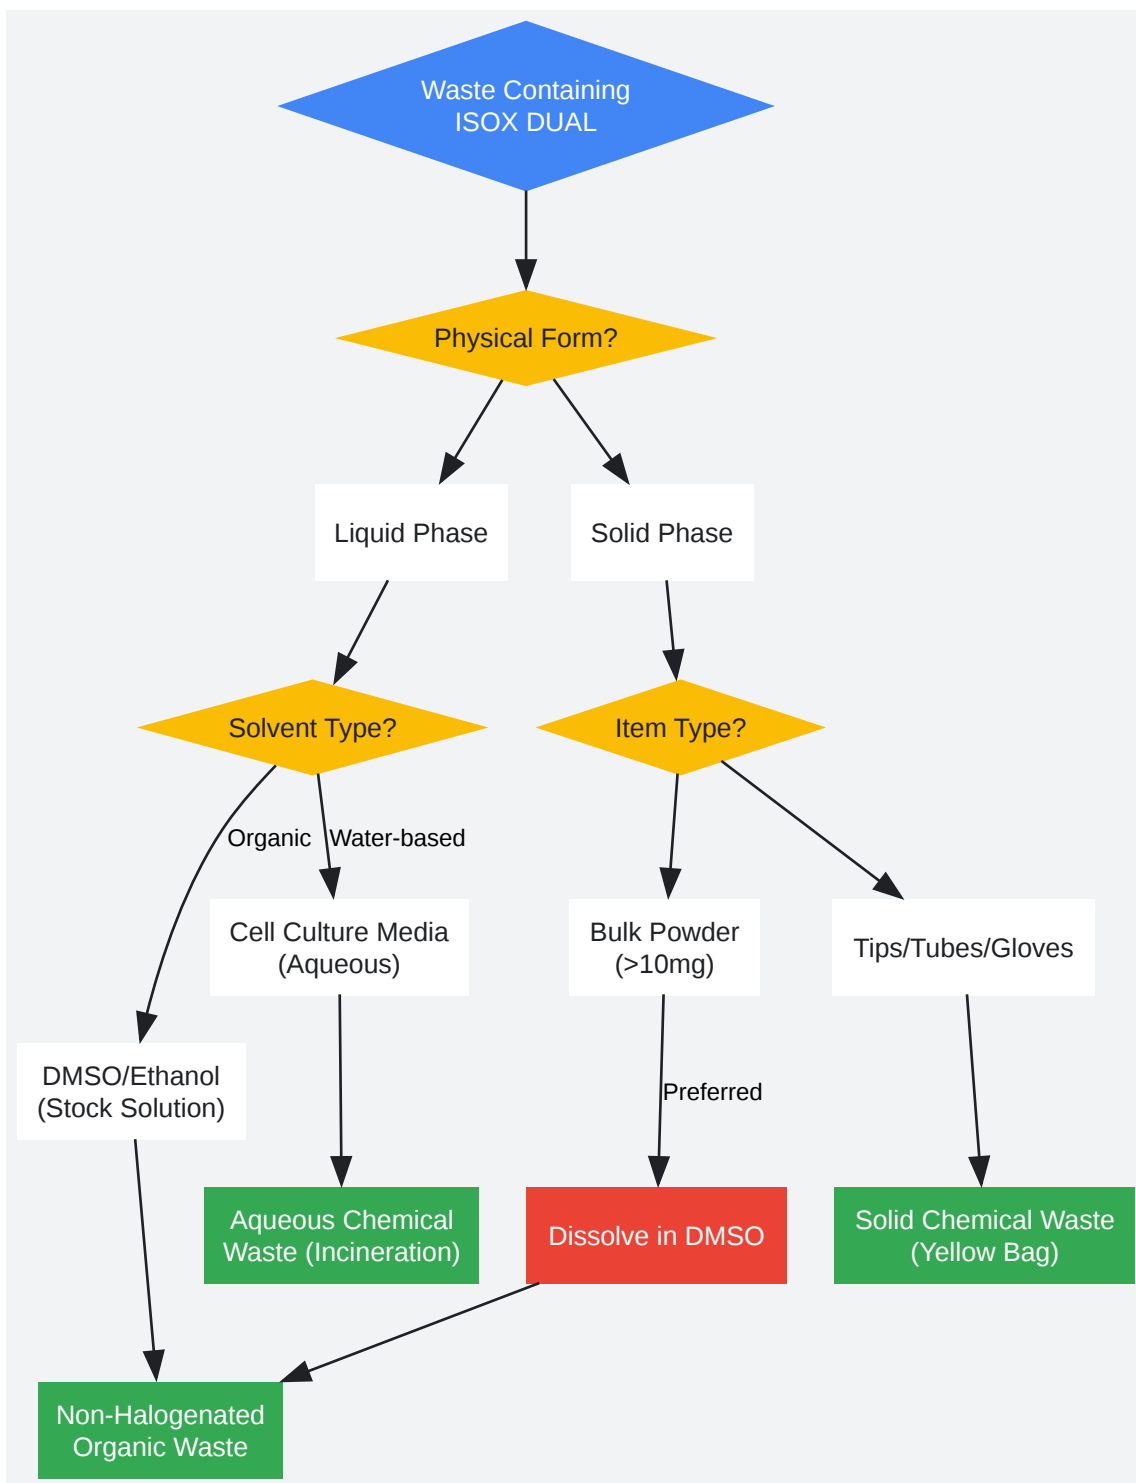 Waste Containing
ISOX DUAL
Physical Form?
Liquid Phase
Solid Phase
Solvent Type?
Item Type?
Organic
Water-based
Cell Culture Media
(Aqueous)
Bulk Powder
(>10mg)
Tips/Tubes/Gloves
DMSO/Ethanol
(Stock Solution)
Preferred
Aqueous Chemical
Waste (Incineration)
Dissolve in DMSO
Solid Chemical Waste
(Yellow Bag)
Non-Halogenated
Organic Waste